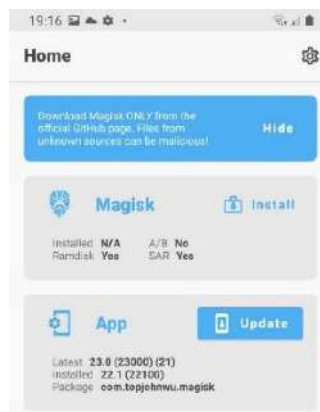 19:16
Home
Download Magisk ONLY from the
official GitHub page. Files from
unknown sources can be malicious!
Hide
Magisk
Install
Installed N/A A/B No
Ramdisk Yes SAR Yes
App
Update
Latest 23.0 (23000) (21)
Installed 22.1 (22100)
Package com.topjohnwu.magisk